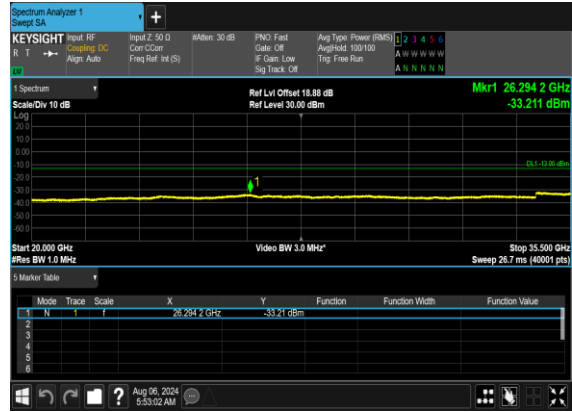 Spectrum Analyzer 1
Swept SA
+
KEYSIGHT Input: RF Input Z: 50 Ω #Atten: 30 dB PNO: Fast Avg Type: Power (RMS) 1 2 3 4 5 6
R T Coupling: DC Corr CCorr Gate: Off Avg|Hold: 100/100 A W W W W W
Align: Auto Freq Ref: Int (S) IF Gain: Low Trig: Free Run
Sig Track: Off A N N N N N
1 Spectrum Ref Lvl Offset 18.88 dB Mkr1 26.294 2 GHz
Scale/Div 10 dB Ref Level 30.00 dBm -33.211 dBm
Log
20.0
10.0
0.00
-10.0 DL1 -13.00 dBm
-20.0
-30.0 1
-40.0
-50.0
-60.0
Start 20.000 GHz Video BW 3.0 MHz* Stop 35.500 GHz
#Res BW 1.0 MHz Sweep 26.7 ms (40001 pts)
5 Marker Table
Mode Trace Scale X Y Function Function Width Function Value
1 N 1 f 26.294 2 GHz -33.21 dBm
2
3
4
5
6
? Aug 06, 2024
5:53:02 AM